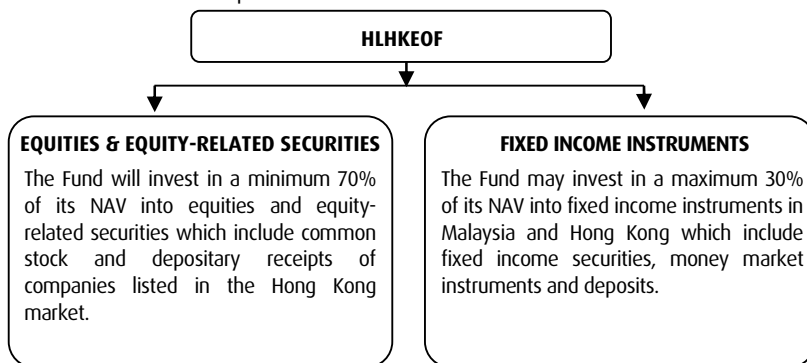 HLHKEOF
EQUITIES & EQUITY-RELATED SECURITIES
The Fund will invest in a minimum 70%
of its NAV into equities and equity-
related securities which include common
stock and depositary receipts of
companies listed in the Hong Kong
market.
FIXED INCOME INSTRUMENTS
The Fund may invest in a maximum 30%
of its NAV into fixed income instruments in
Malaysia and Hong Kong which include
fixed income securities, money market
instruments and deposits.